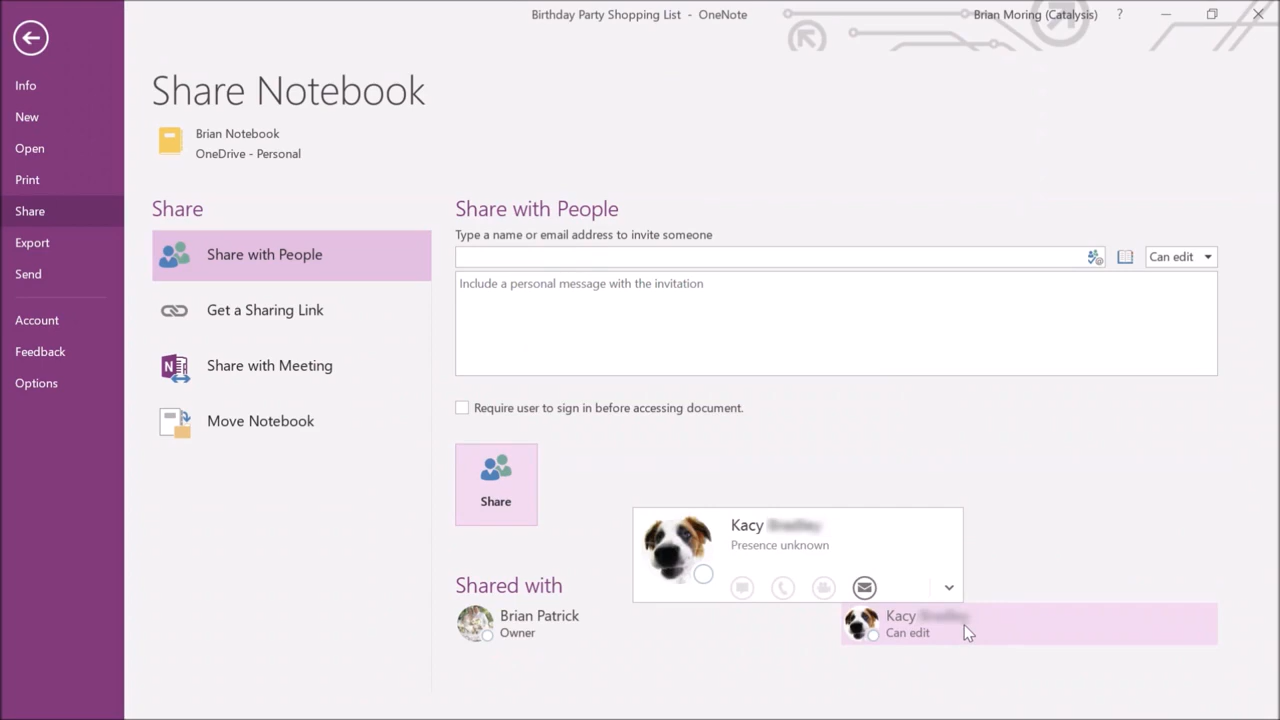 Birthday Party Shopping List - OneNote
Brian Moring (Catalysis)
?
Info
New
Open
Print
Share
Export
Send
Account
Feedback
Options
Share Notebook
Brian Notebook
OneDrive - Personal
Share
Share with People
Get a Sharing Link
Share with Meeting
Move Notebook
Share with People
Type a name or email address to invite someone
Can edit
Include a personal message with the invitation
Require user to sign in before accessing document.
Share
Kacy
Presence unknown
Shared with
Brian Patrick
Owner
Kacy
Can edit